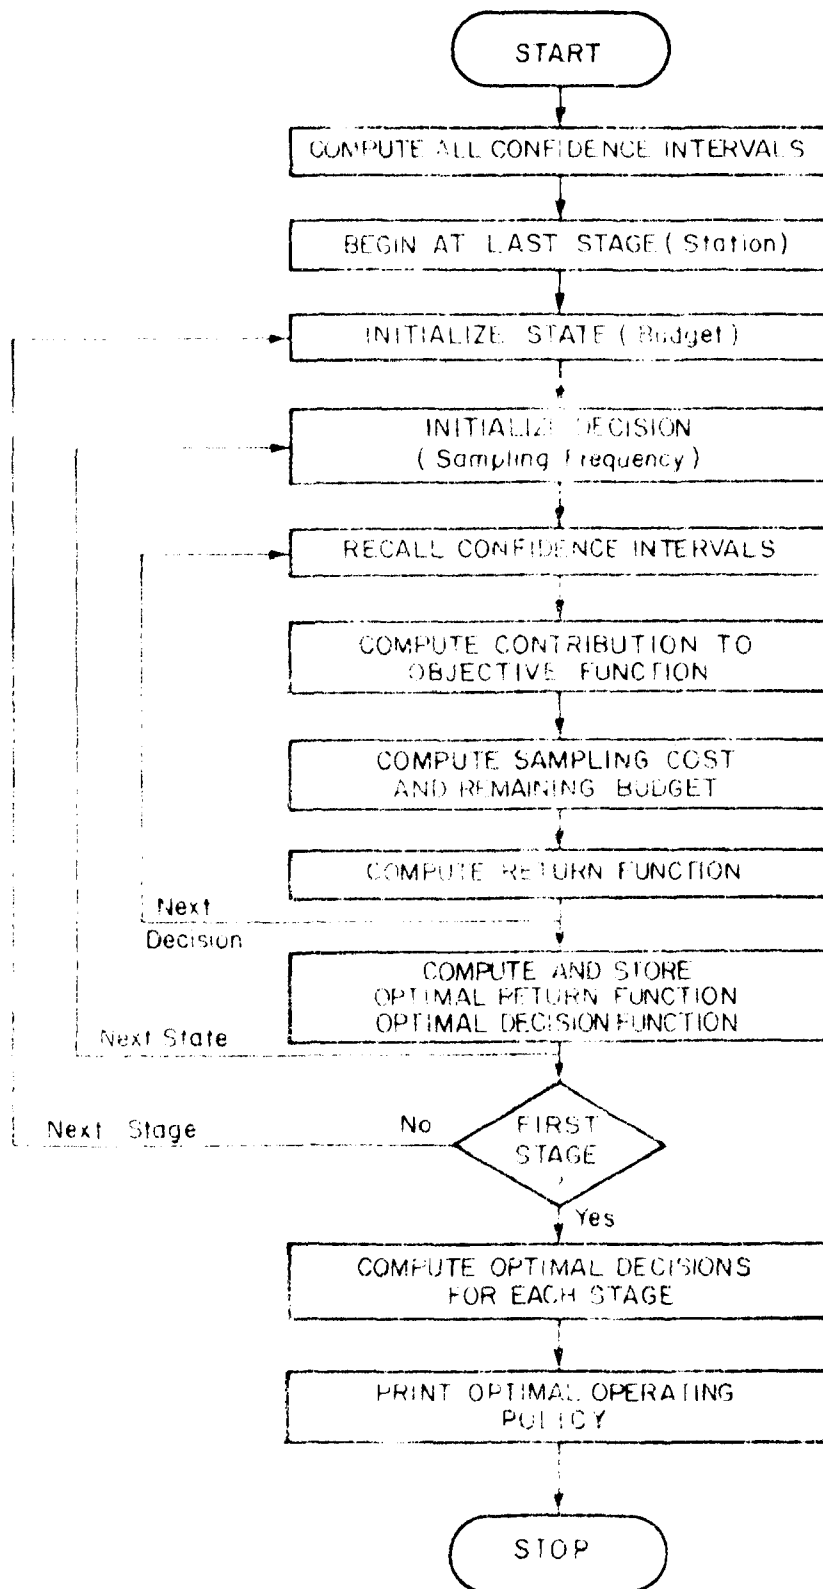 START
COMPUTE ALL CONFIDENCE INTERVALS
BEGIN AT LAST STAGE (Station)
INITIALIZE STATE (Budget)
INITIALIZE DECISION
(Sampling Frequency)
RECALL CONFIDENCE INTERVALS
COMPUTE CONTRIBUTION TO
OBJECTIVE FUNCTION
COMPUTE SAMPLING COST
AND REMAINING BUDGET
COMPUTE RETURN FUNCTION
Next
Decision
COMPUTE AND STORE
OPTIMAL RETURN FUNCTION
OPTIMAL DECISION FUNCTION
Next State
Next Stage
No
FIRST
STAGE
?
Yes
COMPUTE OPTIMAL DECISIONS
FOR EACH STAGE
PRINT OPTIMAL OPERATING
POLICY
STOP